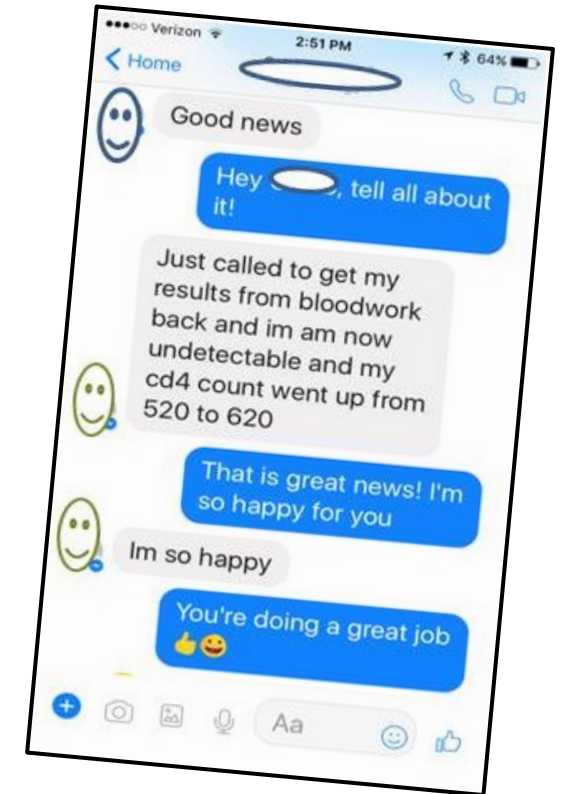 Verizon
2:51 PM
64%
Home
Good news
Hey , tell all about
it!
Just called to get my
results from bloodwork
back and im am now
undetectable and my
cd4 count went up from
520 to 620
That is great news! I'm
so happy for you
Im so happy
You're doing a great job
👍😀
Aa